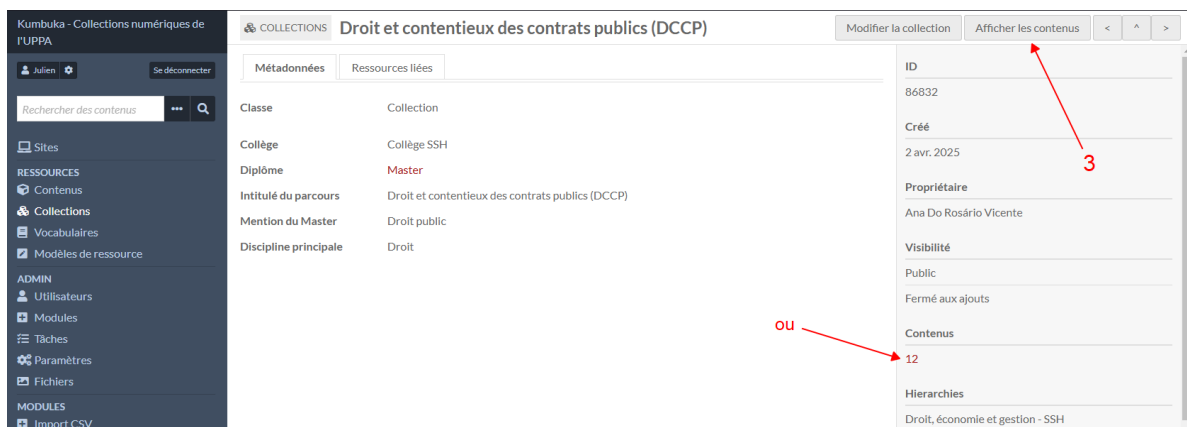 Kumbuka - Collections numériques de
l'UPPA
Julien
Se déconnecter
Rechercher des contenus
Sites
RESSOURCES
Contenus
Collections
Vocabulaires
Modèles de ressource
ADMIN
Utilisateurs
Modules
Tâches
Paramètres
Fichiers
MODULES
Import CSV
COLLECTIONS Droit et contentieux des contrats publics (DCCP)
Modifier la collection Afficher les contenus < ^ >
Métadonnées Ressources liées
Classe Collection
Collège Collège SSH
Diplôme Master
Intitulé du parcours Droit et contentieux des contrats publics (DCCP)
Mention du Master Droit public
Discipline principale Droit
ou
3
ID
86832
Créé
2 avr. 2025
Propriétaire
Ana Do Rosário Vicente
Visibilité
Public
Fermé aux ajouts
Contenus
12
Hierarchies
Droit, économie et gestion - SSH